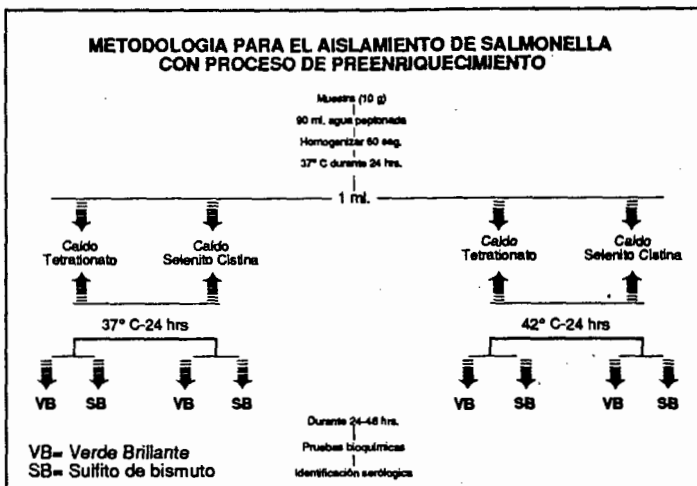 METODOLOGIA PARA EL AISLAMIENTO DE SALMONELLA
CON PROCESO DE PREENRIQUECIMIENTO
Muestra (10 g)
90 ml. agua peptonada
Homogenizar 60 seg.
37° C durante 24 hrs.
1 ml.
Caldo
Tetrationato
Caldo
Selenito Cistina
Caldo
Tetrationato
Caldo
Selenito Cistina
37° C-24 hrs
42° C-24 hrs
VB SB VB SB VB SB VB SB
Durante 24-48 hrs.
Pruebas bioquímicas
Identificación serólogica
VB= Verde Brillante
SB= Sulfito de bismuto